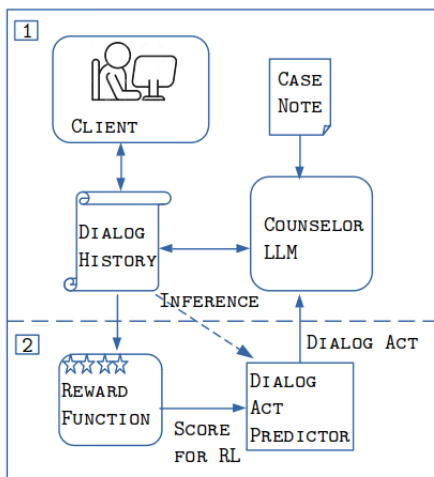 1
CLIENT
CASE
NOTE
DIALOG
HISTORY
COUNSELOR
LLM
INFERENCE
2
DIALOG ACT
REWARD
FUNCTION
SCORE
FOR RL
DIALOG
ACT
PREDICTOR